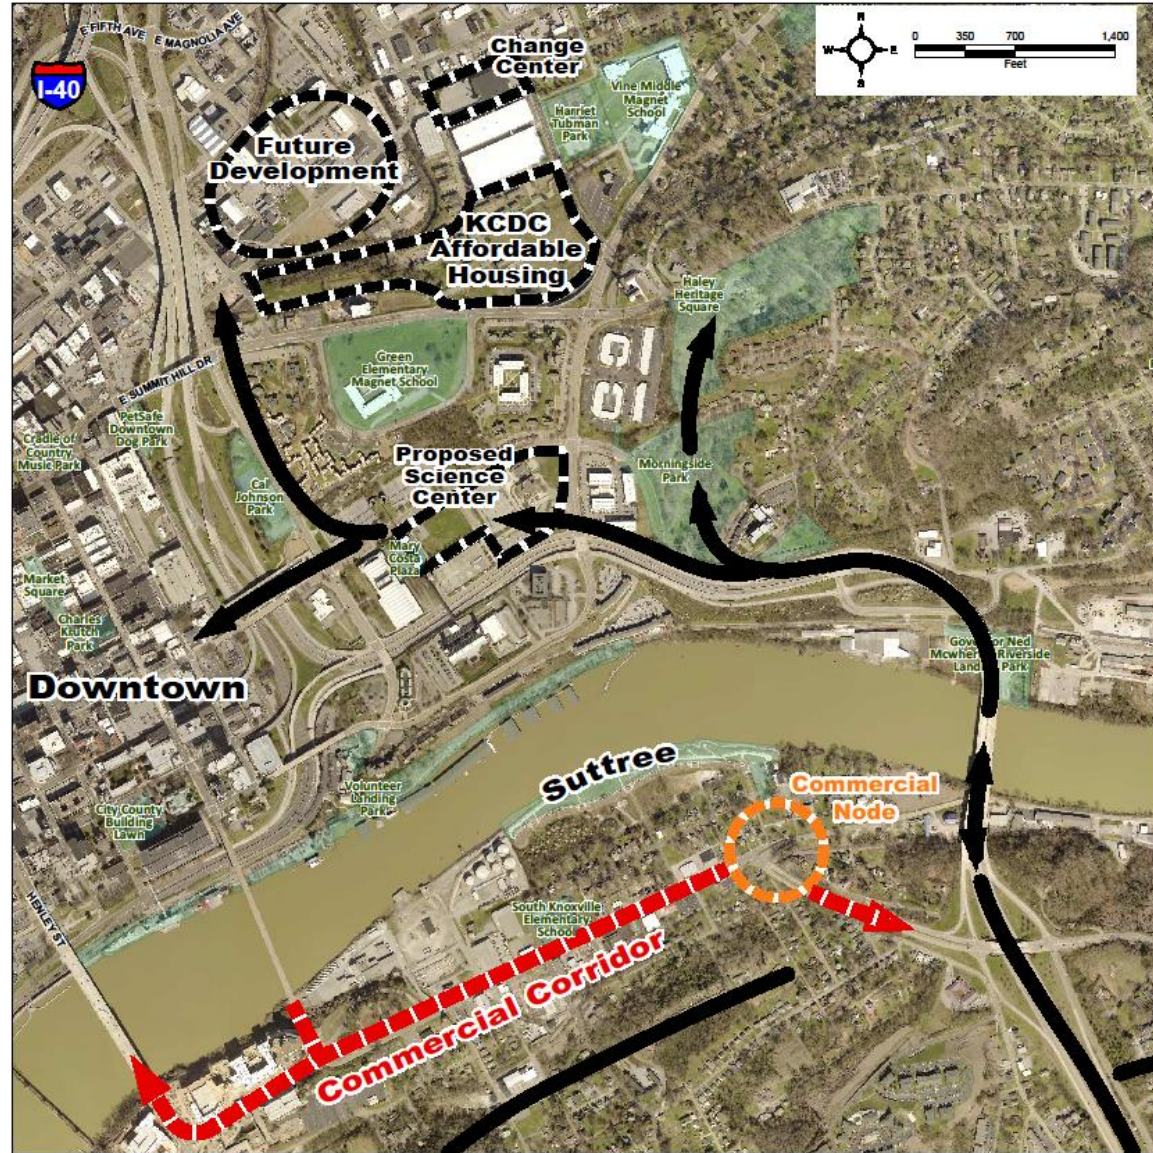 E FIFTH AVE
E MAGNOLIA AVE
I-40
Change
Center
N
W
E
S
0 350 700 1,400
Feet
Vine Middle
Magnet
School
Harriet
Tubman
Park
Future
Development
KCDC
Affordable
Housing
Haley
Heritage
Square
Green
Elementary
Magnet School
E SUMMIT HILL DR
PetSafe
Downtown
Dog Park
Cradle of
Country
Music Park
Cal
Johnson
Park
Proposed
Science
Center
Morningside
Park
Mary
Costa
Plaza
Market
Square
Charles
Krutch
Park
Governor Ned
Mcwherter Riverside
Landing Park
Downtown
Suttree
Volunteer
Landing
Park
City County
Building
Lawn
Commercial
Node
HENLEY ST
South Knoxville
Elementary
School
Commercial Corridor